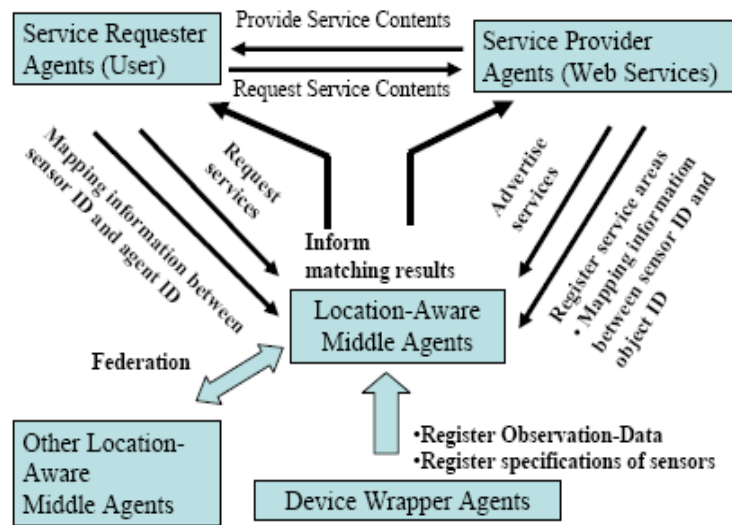 Provide Service Contents
Service Requester
Agents (User)
Service Provider
Agents (Web Services)
Request Service Contents
Mapping information between
sensor ID and agent ID
Request
services
Advertise
services
Register service areas
• Mapping information
between sensor ID and
object ID
Inform
matching results
Location-Aware
Middle Agents
Federation
Other Location-
Aware
Middle Agents
•Register Observation-Data
•Register specifications of sensors
Device Wrapper Agents